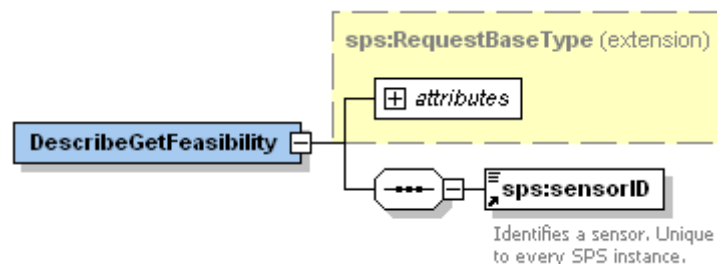 sps:RequestBaseType (extension)
attributes
DescribeGetFeasibility
sps:sensorID
Identifies a sensor. Unique
to every SPS instance.